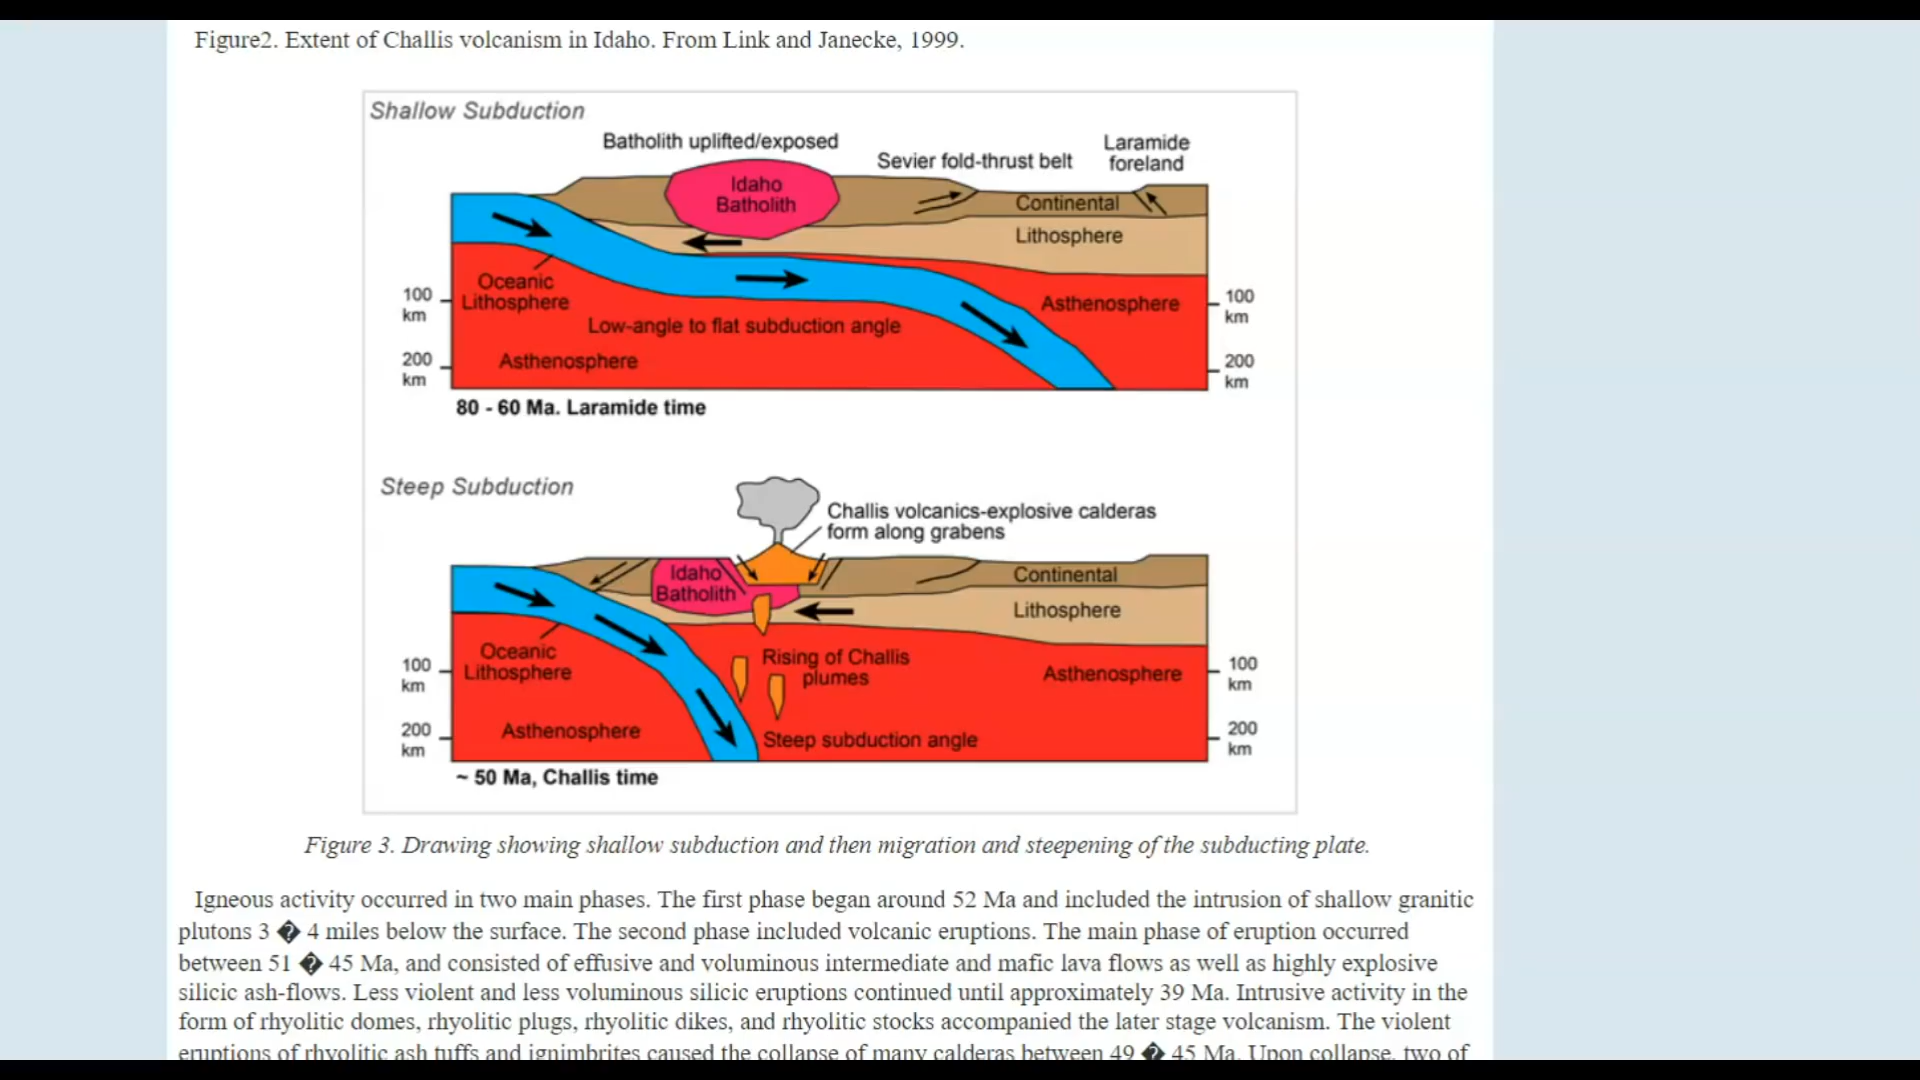 Figure2. Extent of Challis volcanism in Idaho. From Link and Janecke, 1999.
Shallow Subduction
Batholith uplifted/exposed
Sevier fold-thrust belt
Laramide
foreland
Idaho
Batholith
Continental
Lithosphere
Oceanic
Lithosphere
Asthenosphere
100
km
100
km
Low-angle to flat subduction angle
Asthenosphere
200
km
200
km
80 - 60 Ma. Laramide time
Steep Subduction
Challis volcanics-explosive calderas
form along grabens
Idaho
Batholith
Continental
Lithosphere
Oceanic
Lithosphere
Rising of Challis
plumes
Asthenosphere
100
km
100
km
Asthenosphere
Steep subduction angle
200
km
200
km
~ 50 Ma, Challis time
Figure 3. Drawing showing shallow subduction and then migration and steepening of the subducting plate.
Igneous activity occurred in two main phases. The first phase began around 52 Ma and included the intrusion of shallow granitic
plutons 3 � 4 miles below the surface. The second phase included volcanic eruptions. The main phase of eruption occurred
between 51 � 45 Ma, and consisted of effusive and voluminous intermediate and mafic lava flows as well as highly explosive
silicic ash-flows. Less violent and less voluminous silicic eruptions continued until approximately 39 Ma. Intrusive activity in the
form of rhyolitic domes, rhyolitic plugs, rhyolitic dikes, and rhyolitic stocks accompanied the later stage volcanism. The violent
eruptions of rhyolitic ash tuffs and ignimbrites caused the collapse of many calderas between 49 � 45 Ma. Upon collapse, two of